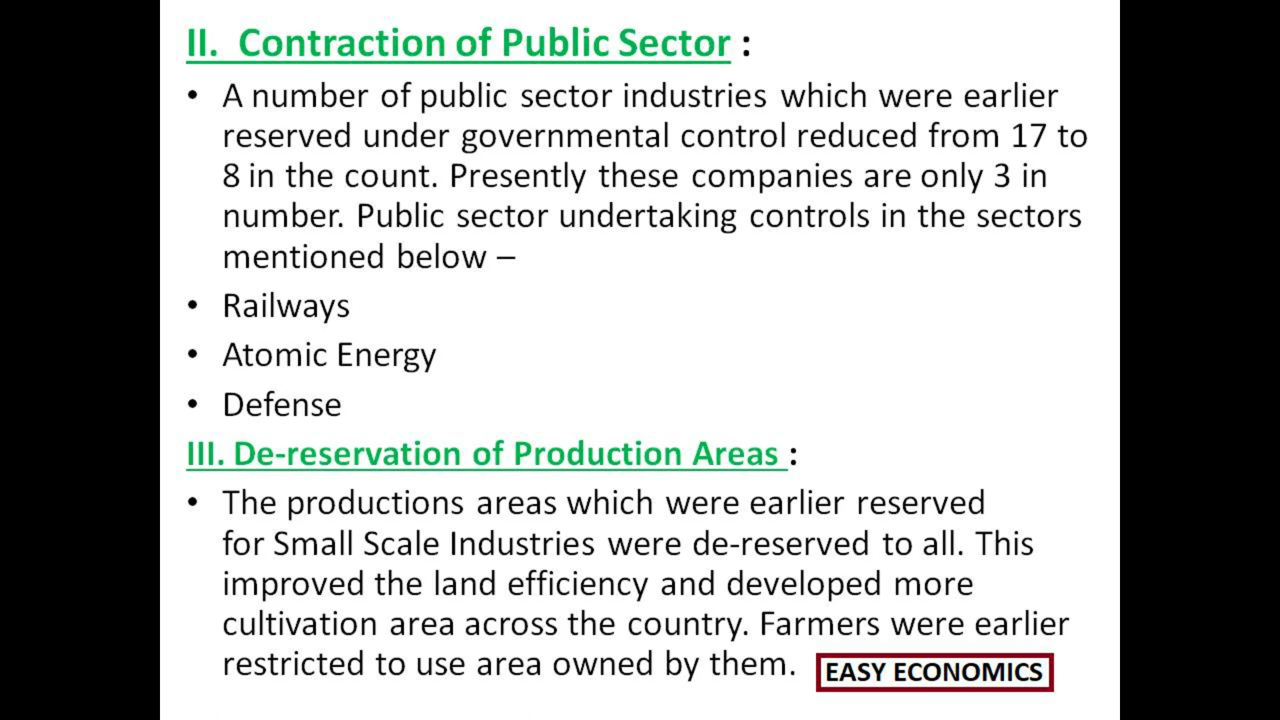 II. Contraction of Public Sector :
• A number of public sector industries which were earlier
reserved under governmental control reduced from 17 to
8 in the count. Presently these companies are only 3 in
number. Public sector undertaking controls in the sectors
mentioned below –
• Railways
• Atomic Energy
• Defense
III. De-reservation of Production Areas :
• The productions areas which were earlier reserved
for Small Scale Industries were de-reserved to all. This
improved the land efficiency and developed more
cultivation area across the country. Farmers were earlier
restricted to use area owned by them.
EASY ECONOMICS